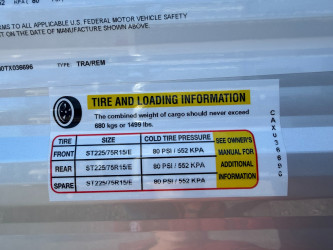 RMS TO ALL APPLICABLE U.S. FEDERAL MOTOR VEHICLE SAFETY
T ON THE DATE OF MANUFACTURE SHOWN ABOVE.
TYPE: TRA/REM
TIRE AND LOADING INFORMATION
The combined weight of cargo should never exceed
680 kgs or 1499 lbs.
TIRE SIZE COLD TIRE PRESSURE SEE OWNER'S MANUAL FOR ADDITIONAL INFORMATION
FRONT ST225/75R15/E 80 PSI / 552 KPA
REAR ST225/75R15/E 80 PSI / 552 KPA
SPARE ST225/75R15/E 80 PSI / 552 KPA